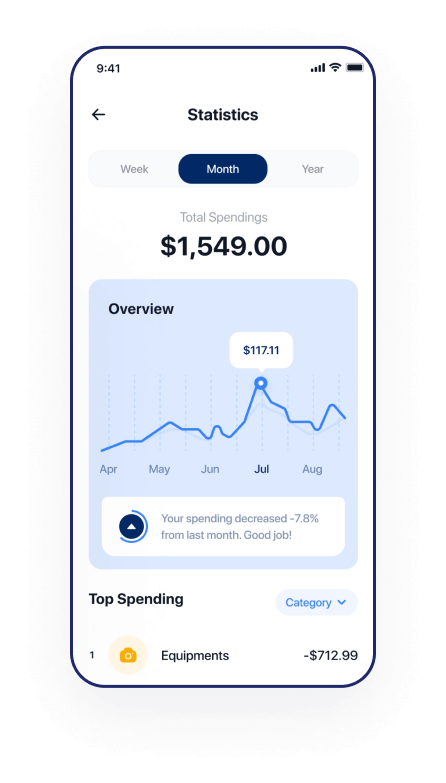 9:41
Statistics
Week Month Year
Total Spendings
$1,549.00
Overview
$117.11
Apr May Jun Jul Aug
Your spending decreased -7.8%
from last month. Good job!
Top Spending Category
1 Equipments -$712.99